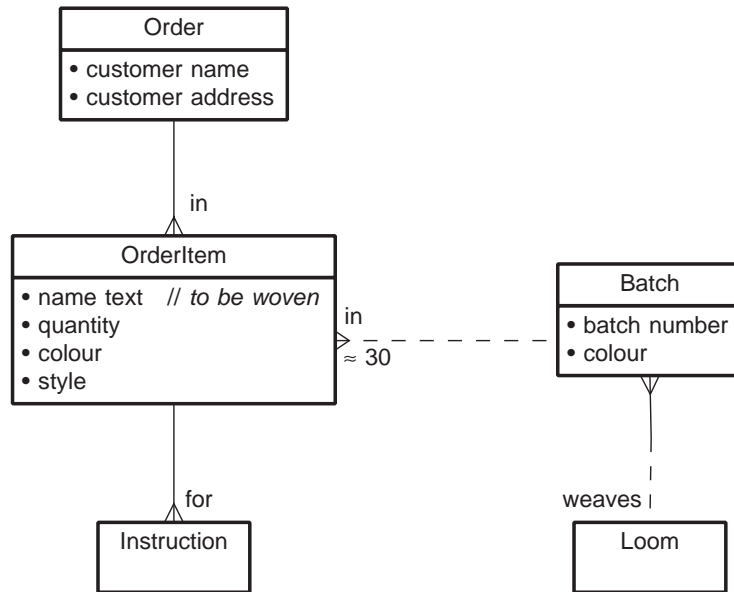 Order
• customer name
• customer address
in
OrderItem
• name text // to be woven
• quantity
• colour
• style
in
≈ 30
Batch
• batch number
• colour
for
Instruction
weaves
Loom